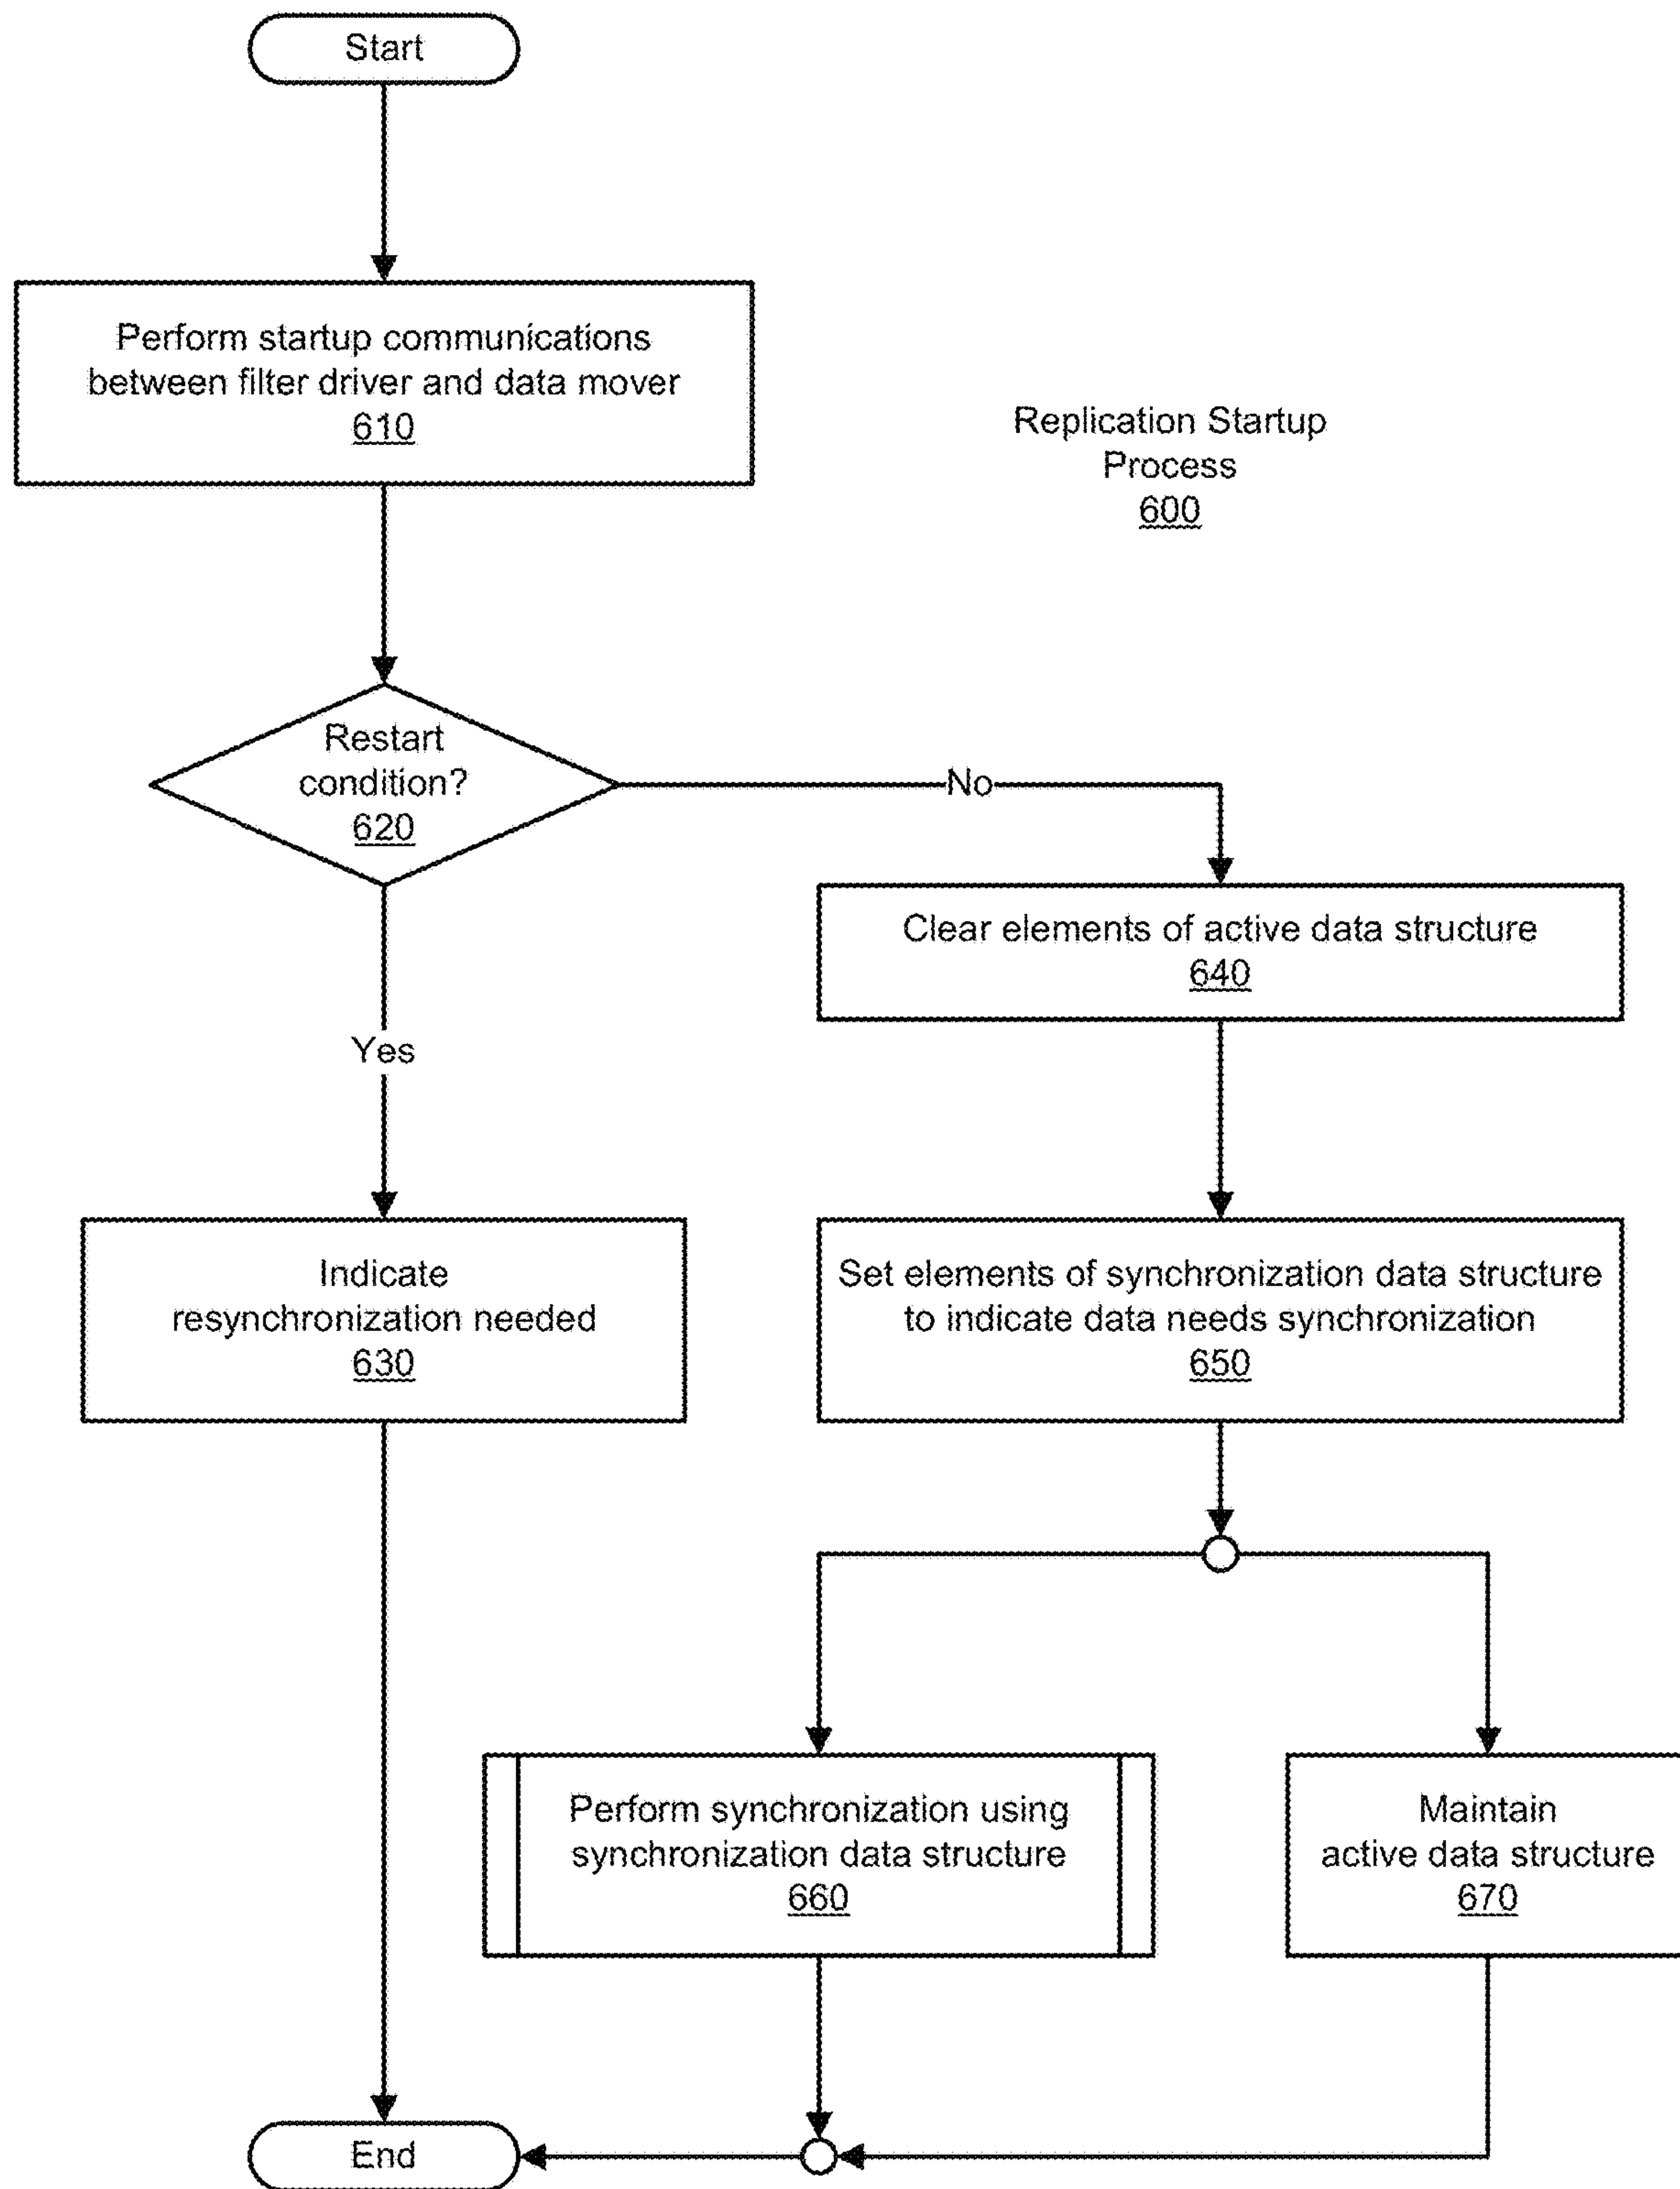 Start
Perform startup communications
between filter driver and data mover
610
Replication Startup
Process
600
Restart
condition?
620
No
Clear elements of active data structure
640
Yes
Indicate
resynchronization needed
630
Set elements of synchronization data structure
to indicate data needs synchronization
650
Perform synchronization using
synchronization data structure
660
Maintain
active data structure
670
End